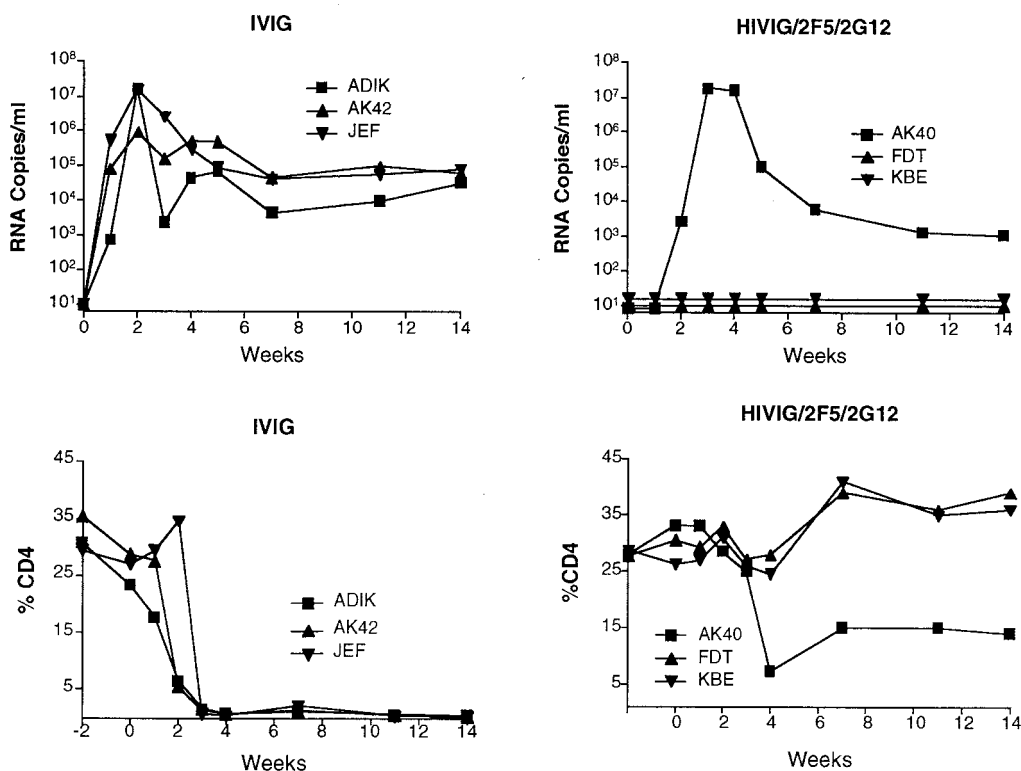 IVIG
RNA Copies/ml
10⁸
10⁷
10⁶
10⁵
10⁴
10³
10²
10¹
ADIK
AK42
JEF
0 2 4 6 8 10 12 14
Weeks
HIVIG/2F5/2G12
RNA Copies/ml
10⁸
10⁷
10⁶
10⁵
10⁴
10³
10²
10¹
AK40
FDT
KBE
0 2 4 6 8 10 12 14
Weeks
IVIG
% CD4
45
35
25
15
5
ADIK
AK42
JEF
-2 0 2 4 6 8 10 12 14
Weeks
HIVIG/2F5/2G12
%CD4
45
35
25
15
5
AK40
FDT
KBE
0 2 4 6 8 10 12 14
Weeks